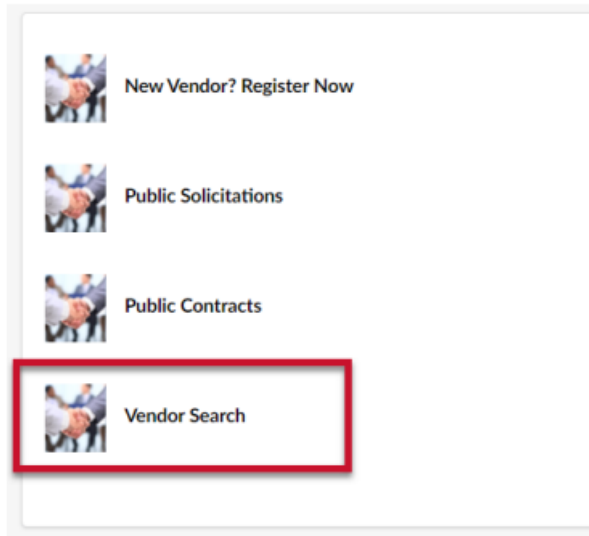 New Vendor? Register Now
Public Solicitations
Public Contracts
Vendor Search